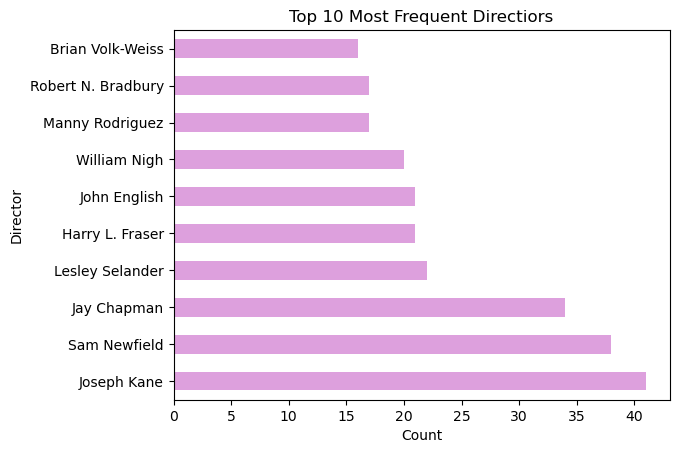 Top 10 Most Frequent Directiors
Brian Volk-Weiss
Robert N. Bradbury
Manny Rodriguez
William Nigh
John English
Harry L. Fraser
Lesley Selander
Jay Chapman
Sam Newfield
Joseph Kane
Director
0 5 10 15 20 25 30 35 40
Count